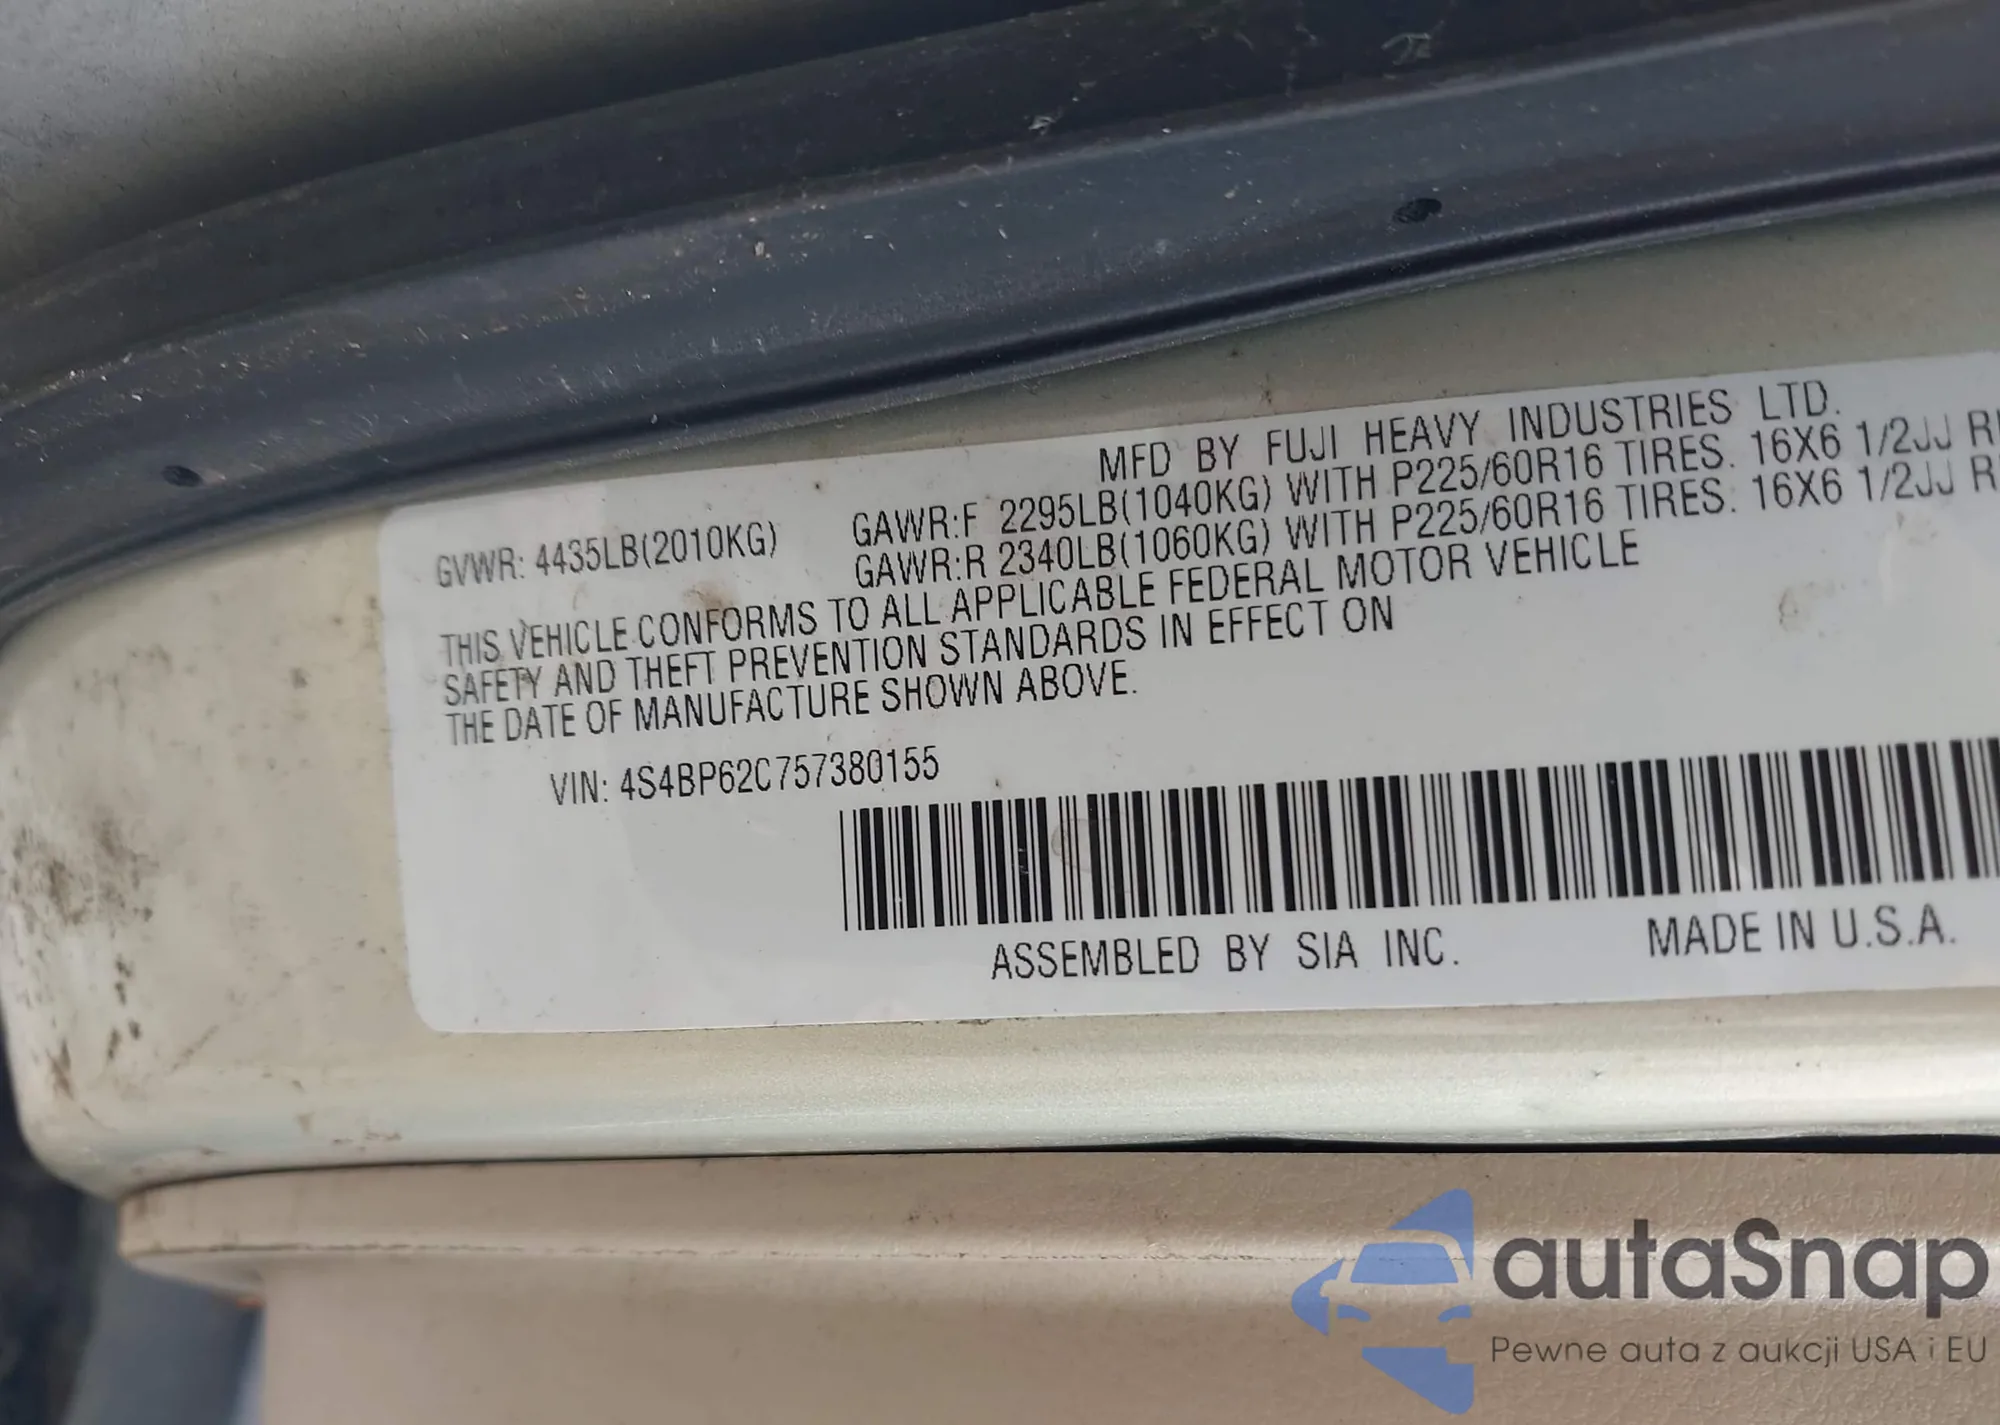 MFD BY FUJI HEAVY INDUSTRIES LTD.
GVWR: 4435LB(2010KG) GAWR:F 2295LB(1040KG) WITH P225/60R16 TIRES. 16X6 1/2JJ
GAWR:R 2340LB(1060KG) WITH P225/60R16 TIRES. 16X6 1/2JJ
THIS VEHICLE CONFORMS TO ALL APPLICABLE FEDERAL MOTOR VEHICLE
SAFETY AND THEFT PREVENTION STANDARDS IN EFFECT ON
THE DATE OF MANUFACTURE SHOWN ABOVE.
VIN: 4S4BP62C757380155
ASSEMBLED BY SIA INC. MADE IN U.S.A.
autaSnap
Pewne auta z aukcji USA i EU